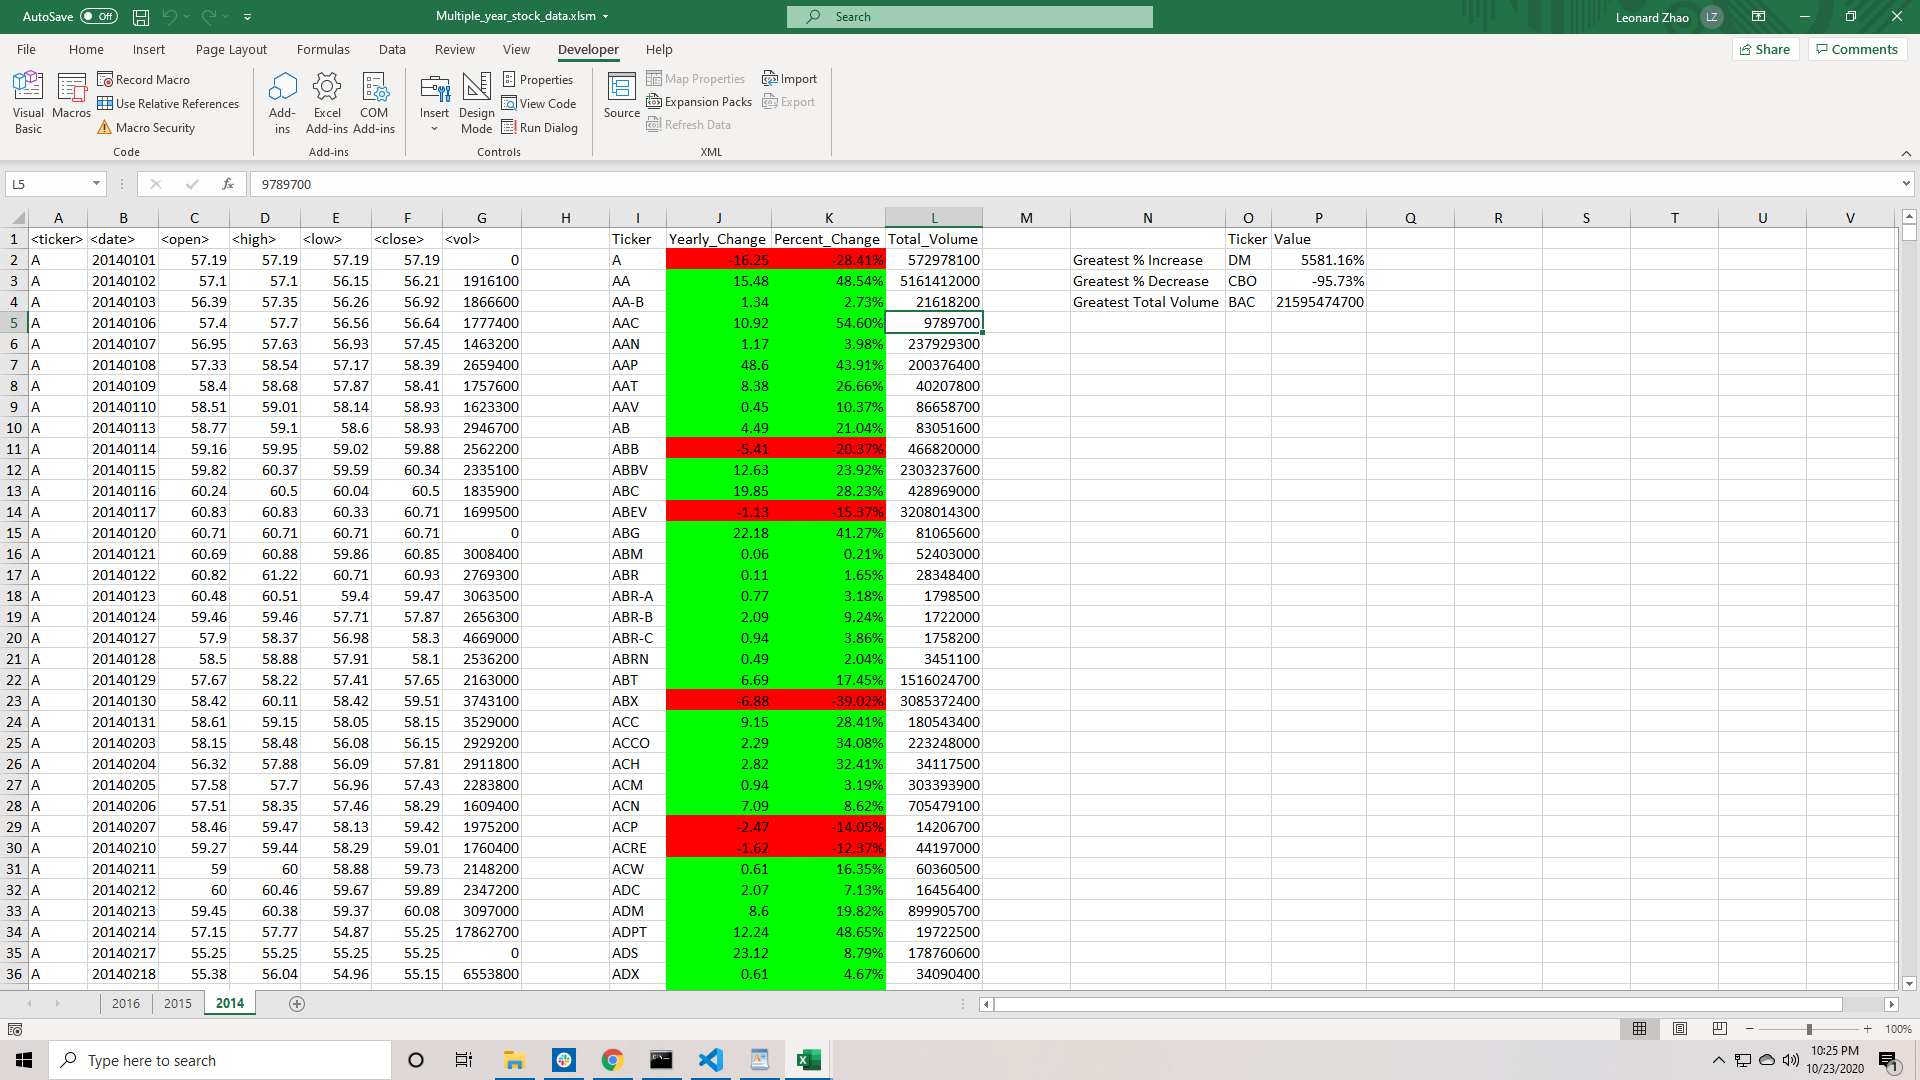 AutoSave Off Multiple_year_stock_data.xlsm Search Leonard Zhao LZ
File Home Insert Page Layout Formulas Data Review View Developer Help Share Comments
Visual Basic Macros Record Macro Use Relative References Macro Security Code
Add-ins Excel Add-ins COM Add-ins Add-ins
Insert Design Mode Properties View Code Run Dialog Controls
Source Map Properties Expansion Packs Refresh Data Import Export XML
L5 fx 9789700
A B C D E F G H I J K L M N O P Q R S T U V
1 <ticker> <date> <open> <high> <low> <close> <vol> Ticker Yearly_Change Percent_Change Total_Volume Ticker Value
2 A 20140101 57.19 57.19 57.19 57.19 0 A -16.25 -28.41% 572978100 Greatest % Increase DM 5581.16%
3 A 20140102 57.1 57.1 56.15 56.21 1916100 AA 15.48 48.54% 5161412000 Greatest % Decrease CBO -95.73%
4 A 20140103 56.39 57.35 56.26 56.92 1866600 AA-B 1.34 2.73% 21618200 Greatest Total Volume BAC 21595474700
5 A 20140106 57.4 57.7 56.56 56.64 1777400 AAC 10.92 54.60% 9789700
6 A 20140107 56.95 57.63 56.93 57.45 1463200 AAN 1.17 3.98% 237929300
7 A 20140108 57.33 58.54 57.17 58.39 2659400 AAP 48.6 43.91% 200376400
8 A 20140109 58.4 58.68 57.87 58.41 1757600 AAT 8.38 26.66% 40207800
9 A 20140110 58.51 59.01 58.14 58.93 1623300 AAV 0.45 10.37% 86658700
10 A 20140113 58.77 59.1 58.6 58.93 2946700 AB 4.49 21.04% 83051600
11 A 20140114 59.16 59.95 59.02 59.88 2562200 ABB -5.41 -20.37% 466820000
12 A 20140115 59.82 60.37 59.59 60.34 2335100 ABBV 12.63 23.92% 2303237600
13 A 20140116 60.24 60.5 60.04 60.5 1835900 ABC 19.85 28.23% 428969000
14 A 20140117 60.83 60.83 60.33 60.71 1699500 ABEV -1.13 -15.37% 3208014300
15 A 20140120 60.71 60.71 60.71 60.71 0 ABG 22.18 41.27% 81065600
16 A 20140121 60.69 60.88 59.86 60.85 3008400 ABM 0.06 0.21% 52403000
17 A 20140122 60.82 61.22 60.71 60.93 2769300 ABR 0.11 1.65% 28348400
18 A 20140123 60.48 60.51 59.4 59.47 3063500 ABR-A 0.77 3.18% 1798500
19 A 20140124 59.46 59.46 57.71 57.87 2656300 ABR-B 2.09 9.24% 1722000
20 A 20140127 57.9 58.37 56.98 58.3 4669000 ABR-C 0.94 3.86% 1758200
21 A 20140128 58.5 58.88 57.91 58.1 2536200 ABRN 0.49 2.04% 3451100
22 A 20140129 57.67 58.22 57.41 57.65 2163000 ABT 6.69 17.45% 1516024700
23 A 20140130 58.42 60.11 58.42 59.51 3743100 ABX -6.88 -39.02% 3085372400
24 A 20140131 58.61 59.15 58.05 58.15 3529000 ACC 9.15 28.41% 180543400
25 A 20140203 58.15 58.48 56.08 56.15 2929200 ACCO 2.29 34.08% 223248000
26 A 20140204 56.32 57.88 56.09 57.81 2911800 ACH 2.82 32.41% 34117500
27 A 20140205 57.58 57.7 56.96 57.43 2283800 ACM 0.94 3.19% 303393900
28 A 20140206 57.51 58.35 57.46 58.29 1609400 ACN 7.09 8.62% 705479100
29 A 20140207 58.46 59.47 58.13 59.42 1975200 ACP -2.47 -14.05% 14206700
30 A 20140210 59.27 59.44 58.29 59.01 1760400 ACRE -1.62 -12.37% 44197000
31 A 20140211 59 60 58.88 59.73 2148200 ACW 0.61 16.35% 60360500
32 A 20140212 60 60.46 59.67 59.89 2347200 ADC 2.07 7.13% 16456400
33 A 20140213 59.45 60.38 59.37 60.08 3097000 ADM 8.6 19.82% 899905700
34 A 20140214 57.15 57.77 54.87 55.25 17862700 ADPT 12.24 48.65% 19722500
35 A 20140217 55.25 55.25 55.25 55.25 0 ADS 23.12 8.79% 178760600
36 A 20140218 55.38 56.04 54.96 55.15 6553800 ADX 0.61 4.67% 34090400
2016 2015 2014
100%
Type here to search 10:25 PM
10/23/2020 1